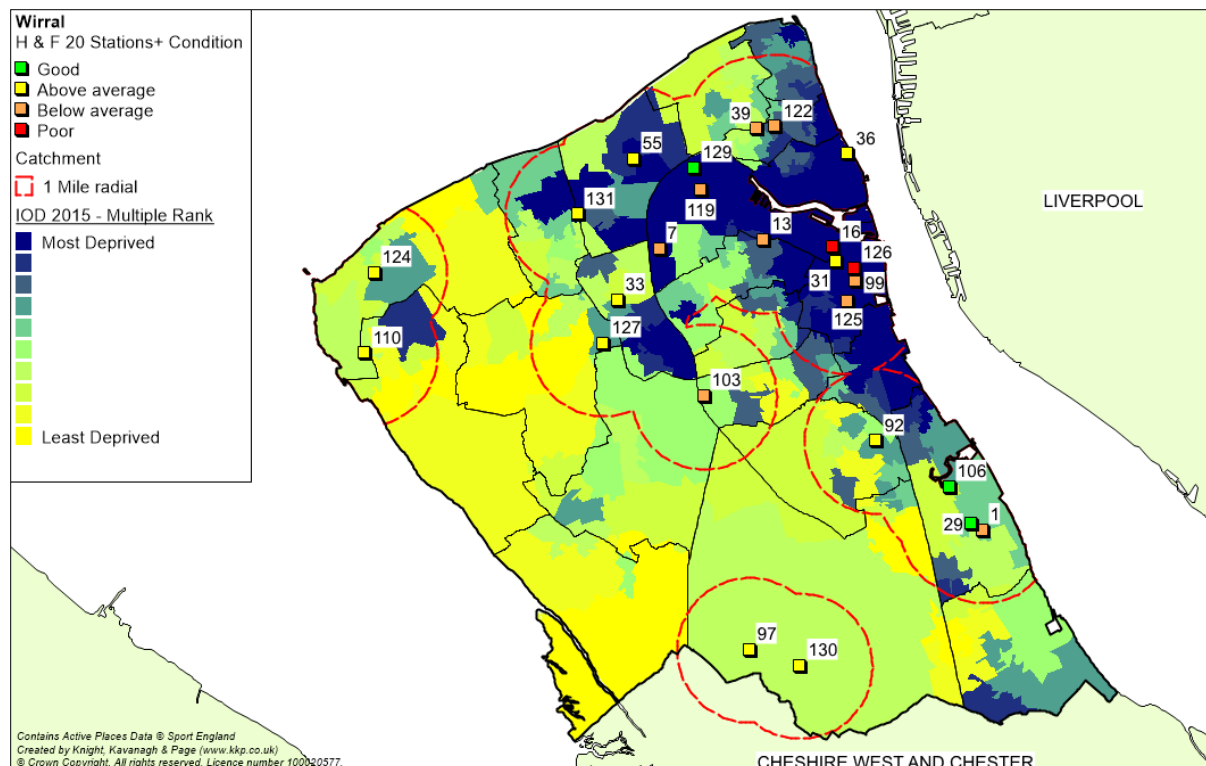 Wirral
H & F 20 Stations+ Condition
Good
Above average
Below average
Poor
Catchment
1 Mile radial
IOD 2015 - Multiple Rank
Most Deprived
Least Deprived
39
122
36
55
129
LIVERPOOL
131
119
13
7
16
126
124
31
99
33
125
127
110
103
92
106
29
1
97
130
Contains Active Places Data © Sport England
Created by Knight, Kavanagh & Page (www.kkp.co.uk)
© Crown Copyright. All rights reserved. Licence number 100020577.
CHESHIRE WEST AND CHESTER